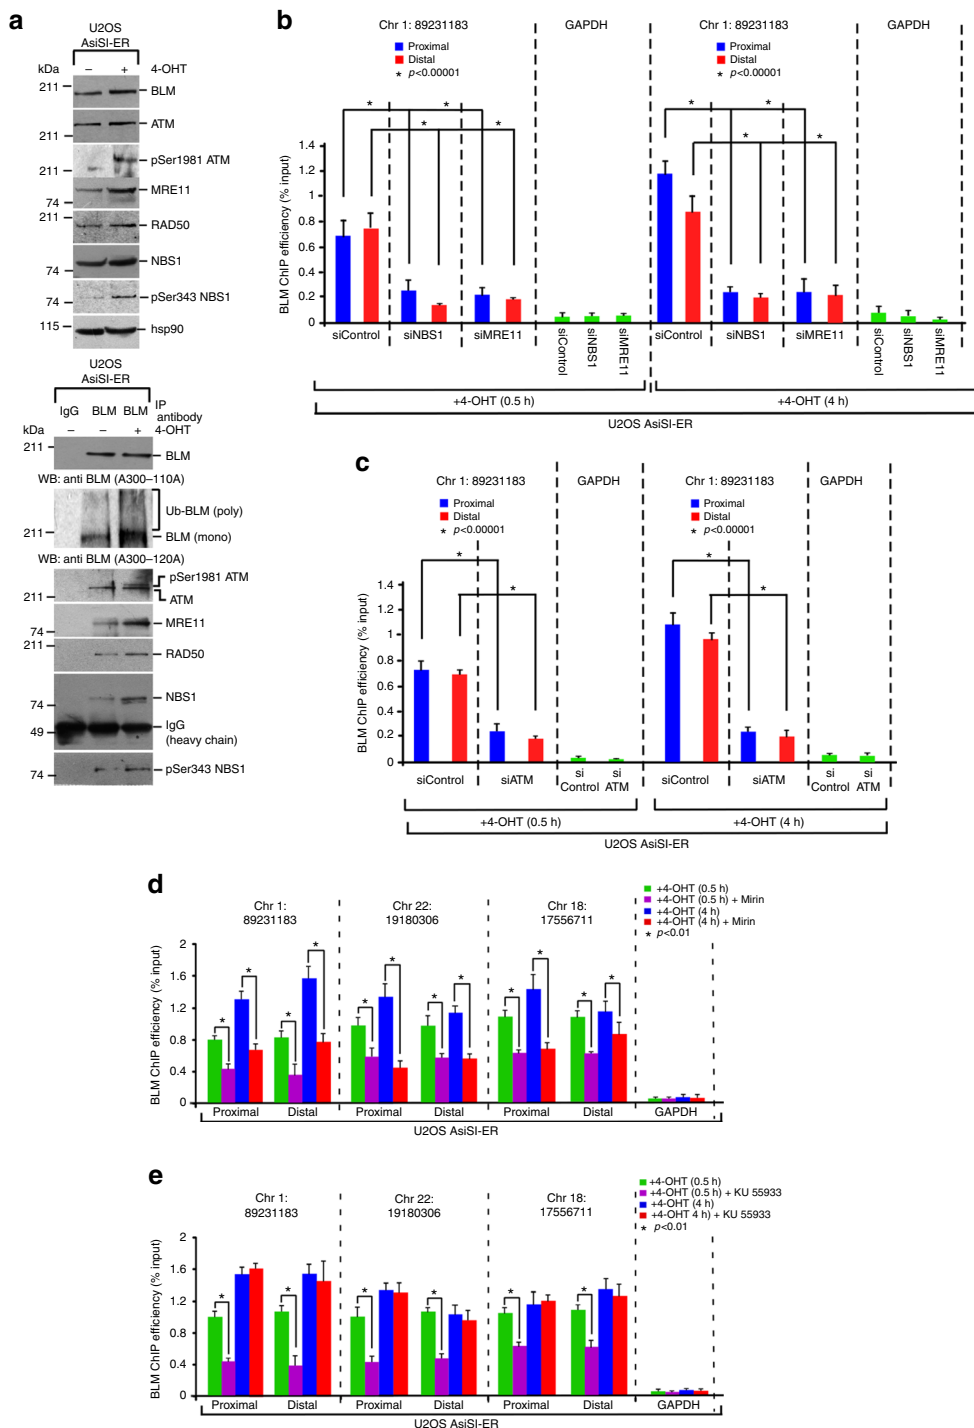 a
U2OS
AsiSI-ER
kDa – + 4-OHT
211 BLM
211 ATM
211 pSer1981 ATM
74 MRE11
211 RAD50
74 NBS1
74 pSer343 NBS1
115 hsp90
U2OS
AsiSI-ER
IgG BLM BLM IP antibody
kDa – – + 4-OHT
211 BLM
WB: anti BLM (A300–110A)
Ub-BLM (poly)
211 BLM (mono)
WB: anti BLM (A300–120A)
pSer1981 ATM
211 ATM
74 MRE11
211 RAD50
74 NBS1
49 IgG
(heavy chain)
74 pSer343 NBS1
b
Chr 1: 89231183 GAPDH Chr 1: 89231183 GAPDH
Proximal Proximal
Distal Distal
* p<0.00001 * p<0.00001
* * * *
* * * *
BLM ChIP efficiency (% input)
1.4
1.2
1
0.8
0.6
0.4
0.2
0
siControl siNBS1 siMRE11 siControl siNBS1 siMRE11 siControl siNBS1 siMRE11 siControl siNBS1 siMRE11
+4-OHT (0.5 h) +4-OHT (4 h)
U2OS AsiSI-ER
c
Chr 1: 89231183 GAPDH Chr 1: 89231183 GAPDH
Proximal Proximal
Distal Distal
* p<0.00001 * p<0.00001
* *
* *
BLM ChIP efficiency (% input)
1.4
1.2
1
0.8
0.6
0.4
0.2
0
siControl siATM si Control si ATM siControl siATM si Control si ATM
+4-OHT (0.5 h) +4-OHT (4 h)
U2OS AsiSI-ER
d
Chr 1:
89231183
Chr 22:
19180306
Chr 18:
17556711
+4-OHT (0.5 h)
+4-OHT (0.5 h) + Mirin
+4-OHT (4 h)
+4-OHT (4 h) + Mirin
* p<0.01
BLM ChIP efficiency (% input)
2
1.6
1.2
0.8
0.4
0
* * * * * * * * * * * *
Proximal Distal Proximal Distal Proximal Distal GAPDH
U2OS AsiSI-ER
e
Chr 1:
89231183
Chr 22:
19180306
Chr 18:
17556711
+4-OHT (0.5 h)
+4-OHT (0.5 h) + KU 55933
+4-OHT (4 h)
+4-OHT 4 h) + KU 55933
* p<0.01
BLM ChIP efficiency (% input)
2
1.6
1.2
0.8
0.4
0
* * * * * *
Proximal Distal Proximal Distal Proximal Distal GAPDH
U2OS AsiSI-ER